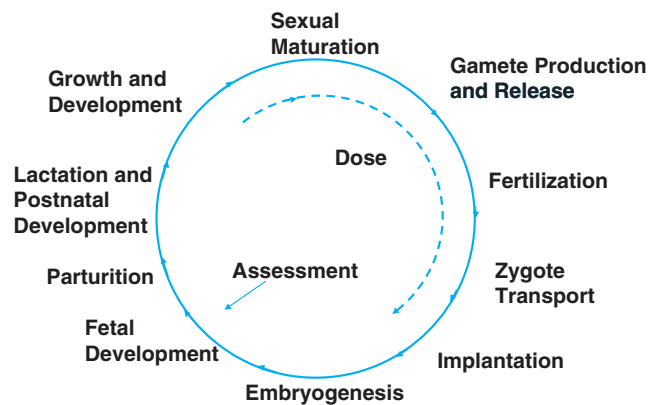 Sexual
Maturation
Gamete Production
and Release
Growth and
Development
Dose
Fertilization
Lactation and
Postnatal
Development
Assessment
Zygote
Transport
Parturition
Fetal
Development
Implantation
Embryogenesis